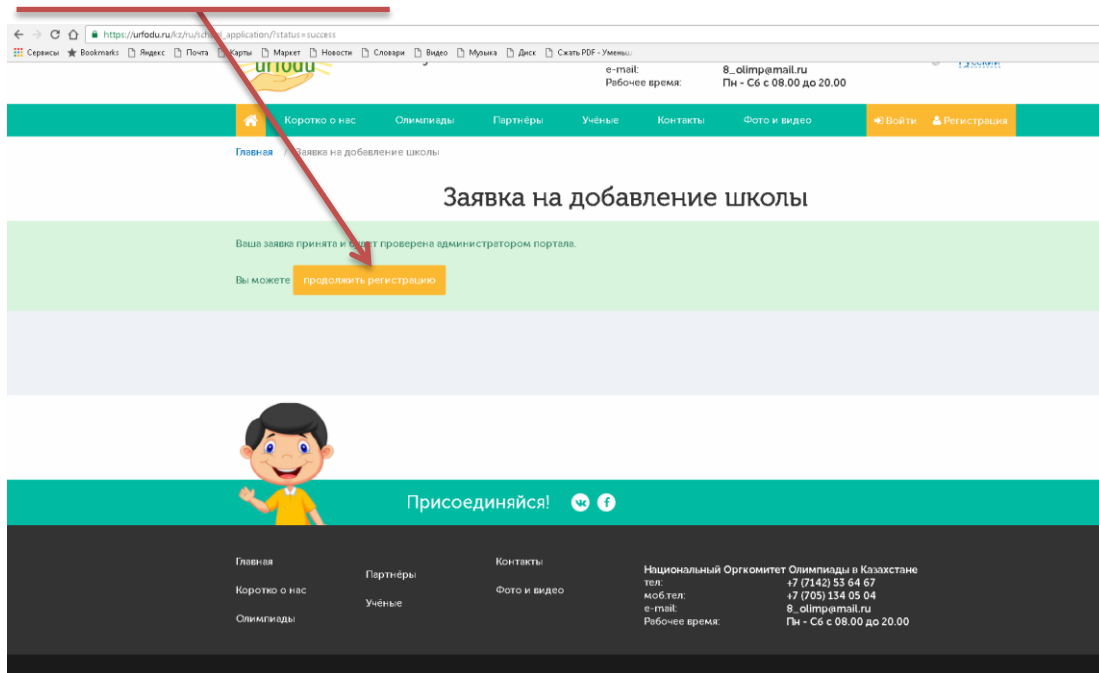 https://urfodu.ru/kz/ru/school_application/?status=success
Сервисы Bookmarks Яндекс Почта Карты Маркет Новости Словари Видео Музыка Диск Сжать PDF - Уменьш
urfodu
e-mail: 8_olimp@mail.ru
Рабочее время: Пн - Сб с 08.00 до 20.00
Русский
Коротко о нас Олимпиады Партнёры Учёные Контакты Фото и видео Войти Регистрация
Главная / Заявка на добавление школы
Заявка на добавление школы
Ваша заявка принята и будет проверена администратором портала.
Вы можете продолжить регистрацию
Присоединяйся!
Главная
Коротко о нас
Олимпиады
Партнёры
Учёные
Контакты
Фото и видео
Национальный Оргкомитет Олимпиады в Казахстане
тел: +7 (7142) 53 64 67
моб.тел: +7 (705) 134 05 04
e-mail: 8_olimp@mail.ru
Рабочее время: Пн - Сб с 08.00 до 20.00